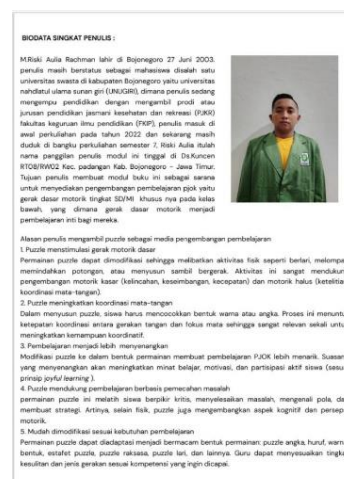 BIODATA SINGKAT PENULIS :
M.Riski Aulia Rachman lahir di Bojonegoro 27 Juni 2003.
penulis masih berstatus sebagai mahasiswa disalah satu
universitas swasta di kabupaten Bojonegoro yaitu universitas
nahdlatul ulama sunan giri (UNUGIRI), dimana penulis sedang
mengempu pendidikan dengan mengambil prodi atau
jurusan pendidikan jasmani kesehatan dan rekreasi (PJKR)
fakultas keguruan ilmu pendidikan (FKIP), penulis masuk di
awal perkuliahan pada tahun 2022 dan sekarang masih
duduk di bangku perkuliahan semester 7, Riski Aulia itulah
nama penggilan penulis modul ini tinggal di Ds.Kuncen
RT08/RW02 Kec. padangan Kab. Bojonegoro - Jawa Timur.
Tujuan penulis membuat modul buku ini sebagai sarana
untuk menyediakan pengembangan pembelajaran pjok yaitu
gerak dasar motorik tingkat SD/MI khusus nya pada kelas
bawah, yang dimana gerak dasar motorik menjadi
pembelajaran inti bagi mereka.
Alasan penulis mengambil puzzle sebagai media pengembangan pembelajaran
1. Puzzle menstimulasi gerak motorik dasar
Permainan puzzle dapat dimodifikasi sehingga melibatkan aktivitas fisik seperti berlari, melompa
memindahkan potongan, atau menyusun sambil bergerak. Aktivitas ini sangat mendukun
pengembangan motorik kasar (kelincahan, keseimbangan, kecepatan) dan motorik halus (ketelitia
koordinasi mata-tangan).
2. Puzzle meningkatkan koordinasi mata-tangan
Dalam menyusun puzzle, siswa harus mencocokkan bentuk warna atau angka. Proses ini menuntu
ketepatan koordinasi antara gerakan tangan dan fokus mata sehingga sangat relevan sekali untu
meningkatkan kemampuan koordinatif.
3. Pembelajaran menjadi lebih menyenangkan
Modifikasi puzzle ke dalam bentuk permainan membuat pembelajaran PJOK lebih menarik. Suasan
yang menyenangkan akan meningkatkan minat belajar, motivasi, dan partisipasi aktif siswa (sesu
prinsip joyful learning ).
4. Puzzle mendukung pembelajaran berbasis pemecahan masalah
permainan puzzle ini melatih siswa berpikir kritis, menyelesaikan masalah, mengenali pola, da
membuat strategi. Artinya, selain fisik, puzzle juga mengembangkan aspek kognitif dan persep
motorik.
5. Mudah dimodifikasi sesuai kebutuhan pembelajaran
Permainan puzzle dapat diadaptasi menjadi bermacam bentuk permainan: puzzle angka, huruf, warn
bentuk, estafet puzzle, puzzle raksasa, puzzle lari, dan lainnya. Guru dapat menyesuaikan tingka
kesulitan dan jenis gerakan sesuai kompetensi yang ingin dicapai.